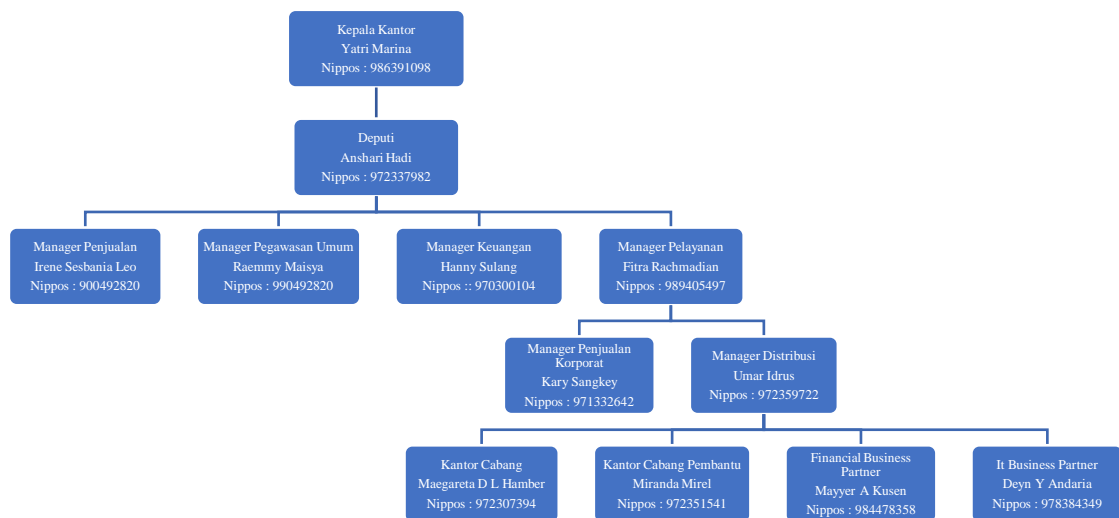 Kepala Kantor
Yatri Marina
Nippos : 986391098
Deputi
Anshari Hadi
Nippos : 972337982
Manager Penjualan
Irene Sesbania Leo
Nippos : 900492820
Manager Pegawasan Umum
Raemmy Maisya
Nippos : 990492820
Manager Keuangan
Hanny Sulang
Nippos :: 970300104
Manager Pelayanan
Fitra Rachmadian
Nippos : 989405497
Manager Penjualan
Korporat
Kary Sangkey
Nippos : 971332642
Manager Distribusi
Umar Idrus
Nippos : 972359722
Kantor Cabang
Maegareta D L Hamber
Nippos : 972307394
Kantor Cabang Pembantu
Miranda Mirel
Nippos : 972351541
Financial Business
Partner
Mayyer A Kusen
Nippos : 984478358
It Business Partner
Deyn Y Andaria
Nippos : 978384349